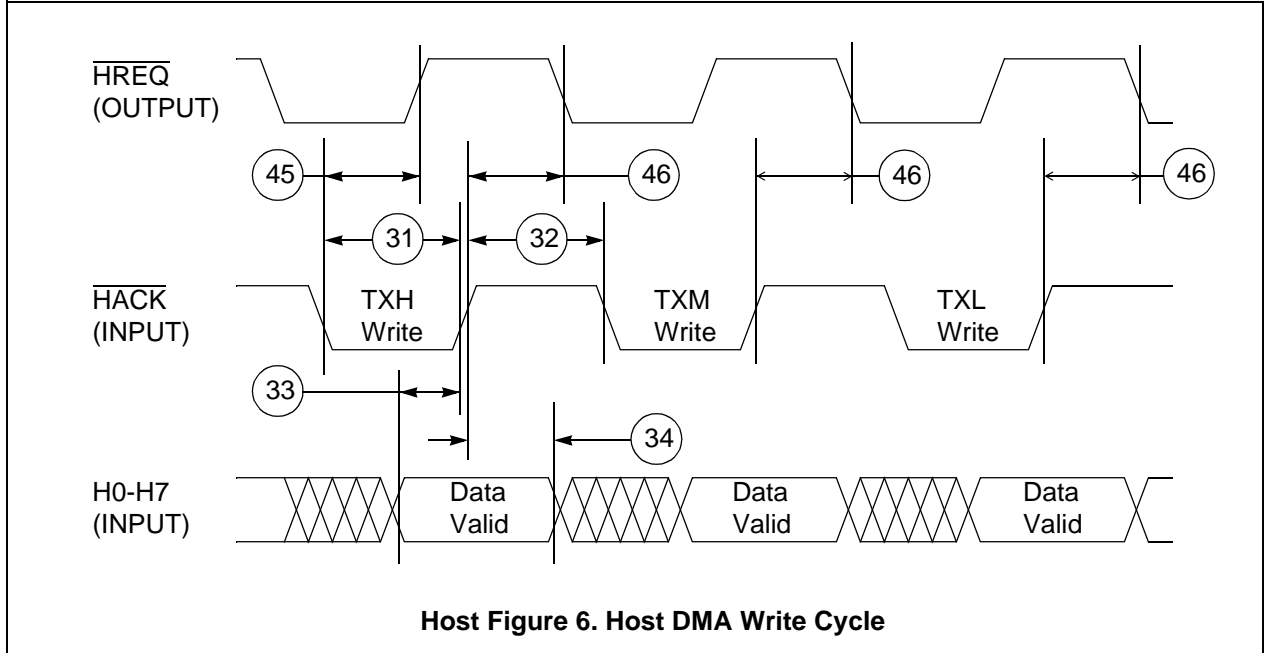 HREQ
(OUTPUT)
45
46
46
46
31
32
HACK
(INPUT)
TXH
Write
TXM
Write
TXL
Write
33
34
H0-H7
(INPUT)
Data
Valid
Data
Valid
Data
Valid
Host Figure 6. Host DMA Write Cycle